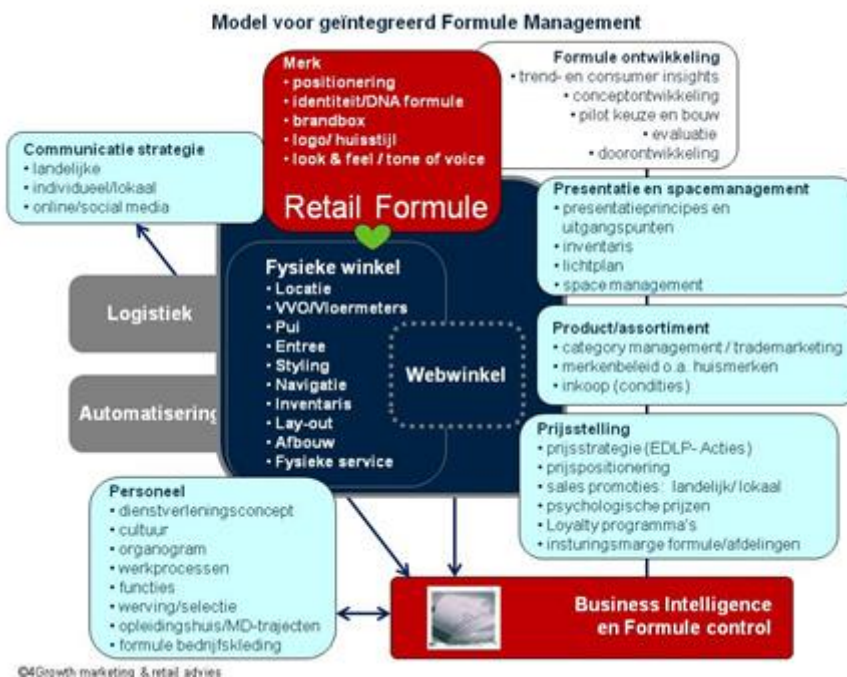 Model voor geïntegreerd Formule Management
Merk
• positionering
• identiteit/DNA formule
• brandbox
• logo/ huisstijl
• look & feel / tone of voice
Retail Formule
Formule ontwikkeling
• trend- en consumer insights
• conceptontwikkeling
• pilot keuze en bouw
• evaluatie
• doorontwikkeling
Communicatie strategie
• landelijke
• individueel/lokaal
• online/social media
Presentatie en spacemanagement
• presentatieprincipes en
uitgangspunten
• inventaris
• lichtplan
• space management
Logistiek
Automatisering
Fysieke winkel
• Locatie
• VVO/Vloermeters
• Pui
• Entree
• Styling
• Navigatie
• Inventaris
• Lay-out
• Afbouw
• Fysieke service
Webwinkel
Product/assortiment
• category management / trademarketing
• merkenbeleid o.a. huismerken
• inkoop (condities)
Prijsstelling
• prijsstrategie (EDLP- Acties)
• prijspositionering
• sales promoties: landelijk/ lokaal
• psychologische prijzen
• Loyalty programma's
• insturingsmarge formule/afdelingen
Personeel
• dienstverleningsconcept
• cultuur
• organogram
• werkprocessen
• functies
• werving/selectie
• opleidingshuis/MD-trajecten
• formule bedrijfskleding
Business Intelligence
en Formule control
©4Growth marketing & retail advies